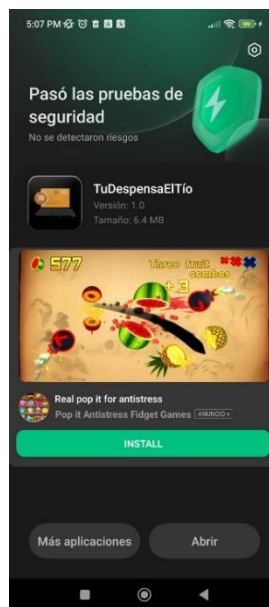 5:07 PM
Pasó las pruebas de
seguridad
No se detectaron riesgos
TuDespensaElTío
Versión: 1.0
Tamaño: 6.4 MB
577
Three fruit
combos
+3
Real pop it for antistress
Pop it Antistress Fidget Games ANUNCIO
INSTALL
Más aplicaciones
Abrir